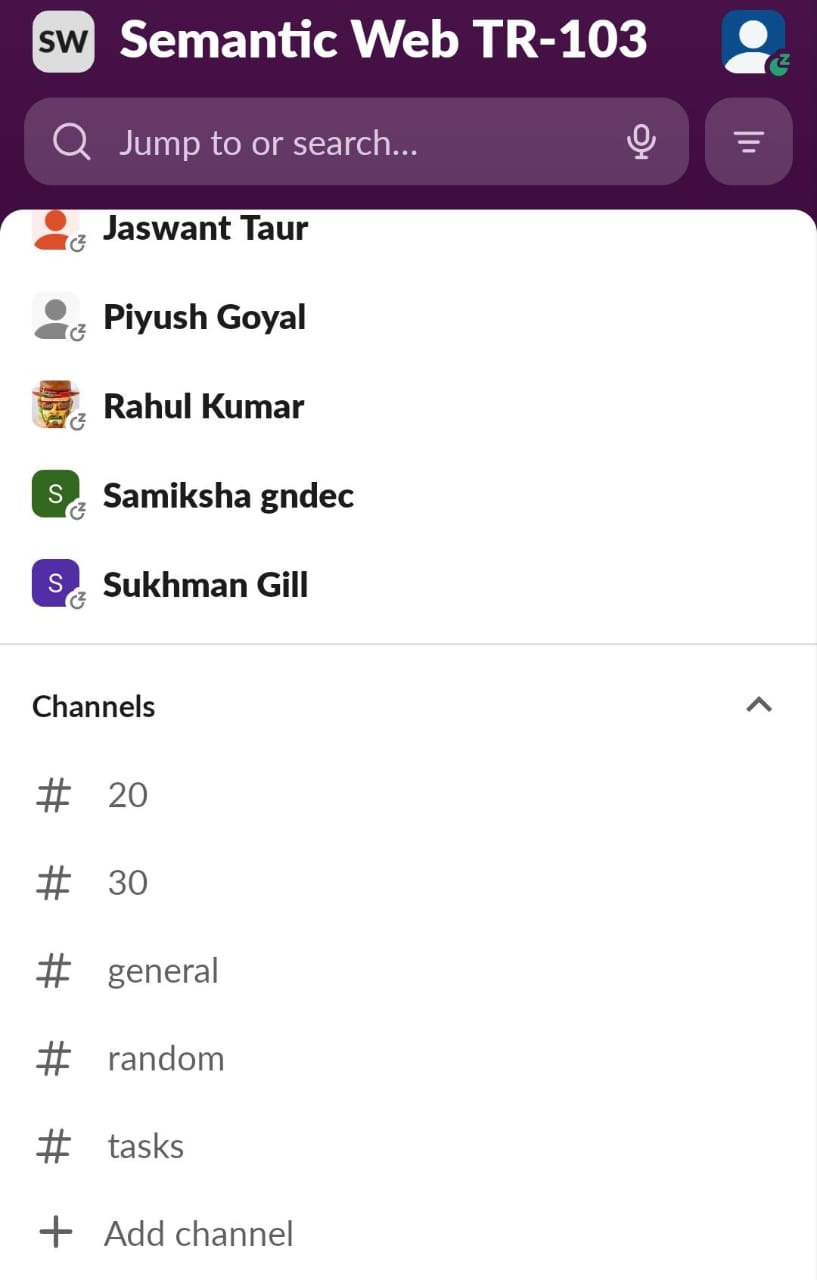 SW Semantic Web TR-103
Jump to or search...
Jaswant Taur
Piyush Goyal
Rahul Kumar
S Samiksha gndec
S Sukhman Gill
Channels
# 20
# 30
# general
# random
# tasks
+ Add channel